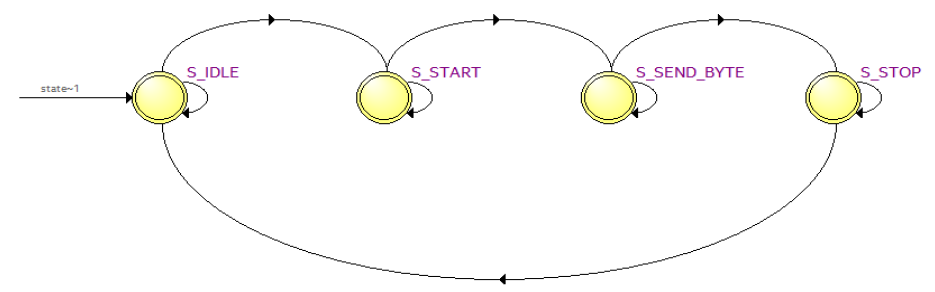 S_IDLE
S_START
S_SEND_BYTE
S_STOP
state~1